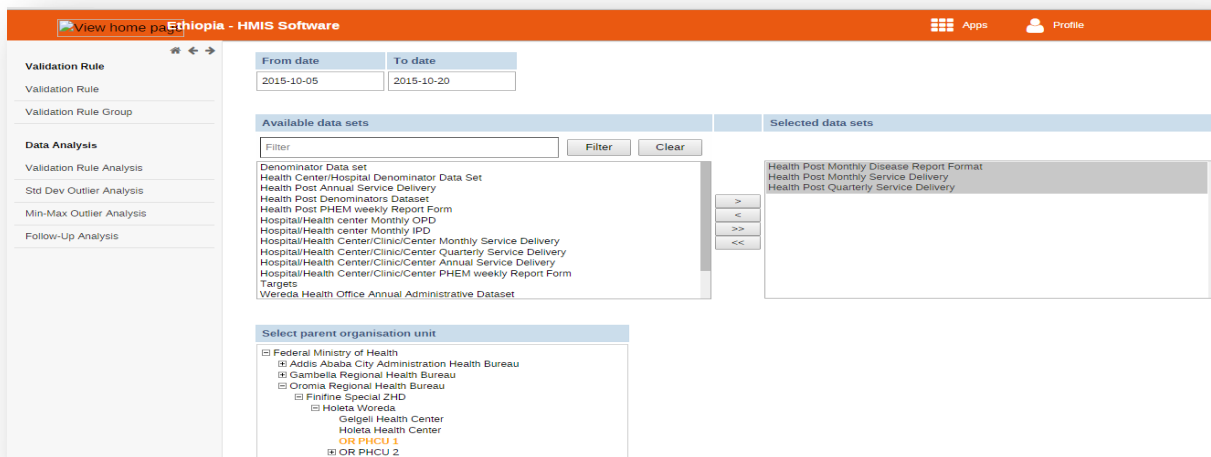 View home page Ethiopia - HMIS Software Apps Profile
Validation Rule
Validation Rule
Validation Rule Group
Data Analysis
Validation Rule Analysis
Std Dev Outlier Analysis
Min-Max Outlier Analysis
Follow-Up Analysis
From date To date
2015-10-05 2015-10-20
Available data sets
Filter Filter Clear
Denominator Data set
Health Center/Hospital Denominator Data Set
Health Post Annual Service Delivery
Health Post Denominators Dataset
Health Post PHEM weekly Report Form
Hospital/Health center Monthly OPD
Hospital/Health center Monthly IPD
Hospital/Health Center/Clinic/Center Monthly Service Delivery
Hospital/Health Center/Clinic/Center Quarterly Service Delivery
Hospital/Health Center/Clinic/Center Annual Service Delivery
Hospital/Health Center/Clinic/Center PHEM weekly Report Form
Targets
Wereda Health Office Annual Administrative Dataset
>
<
>>
<<
Selected data sets
Health Post Monthly Disease Report Format
Health Post Monthly Service Delivery
Health Post Quarterly Service Delivery
Select parent organisation unit
Federal Ministry of Health
Addis Ababa City Administration Health Bureau
Gambella Regional Health Bureau
Oromia Regional Health Bureau
Finifine Special ZHD
Holeta Woreda
Gelgeli Health Center
Holeta Health Center
OR PHCU 1
OR PHCU 2